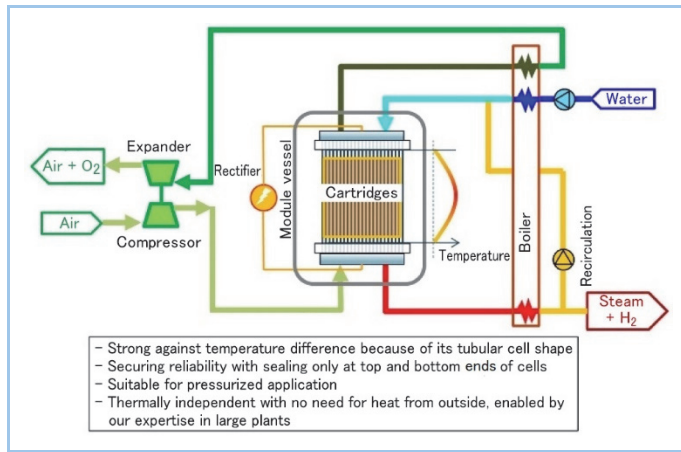 Expander
Air + O2
Air
Compressor
Rectifier
Module vessel
Cartridges
Temperature
Boiler
Water
Recirculation
Steam
+ H2
- Strong against temperature difference because of its tubular cell shape
- Securing reliability with sealing only at top and bottom ends of cells
- Suitable for pressurized application
- Thermally independent with no need for heat from outside, enabled by
our expertise in large plants